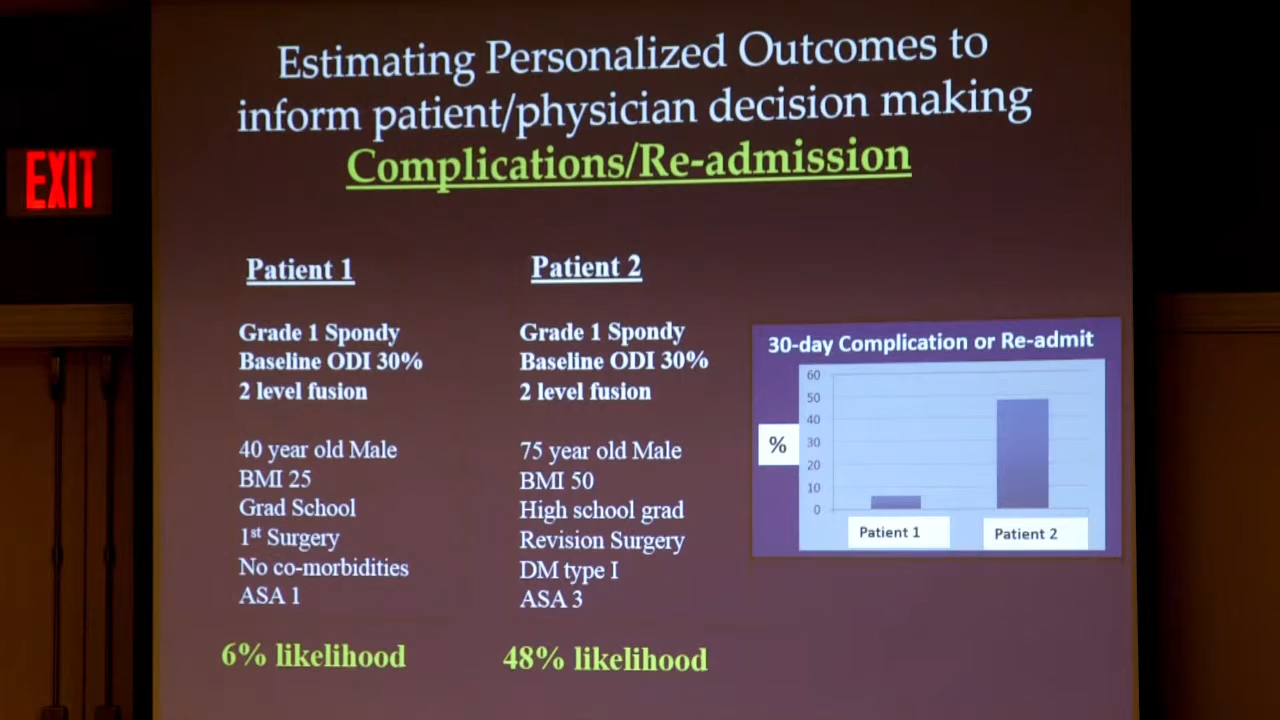 EXIT
Estimating Personalized Outcomes to
inform patient/physician decision making
Complications/Re-admission
Patient 1
Grade 1 Spondy
Baseline ODI 30%
2 level fusion
40 year old Male
BMI 25
Grad School
1st Surgery
No co-morbidities
ASA 1
6% likelihood
Patient 2
Grade 1 Spondy
Baseline ODI 30%
2 level fusion
75 year old Male
BMI 50
High school grad
Revision Surgery
DM type I
ASA 3
48% likelihood
30-day Complication or Re-admit
%
60
50
40
30
20
10
0
Patient 1
Patient 2